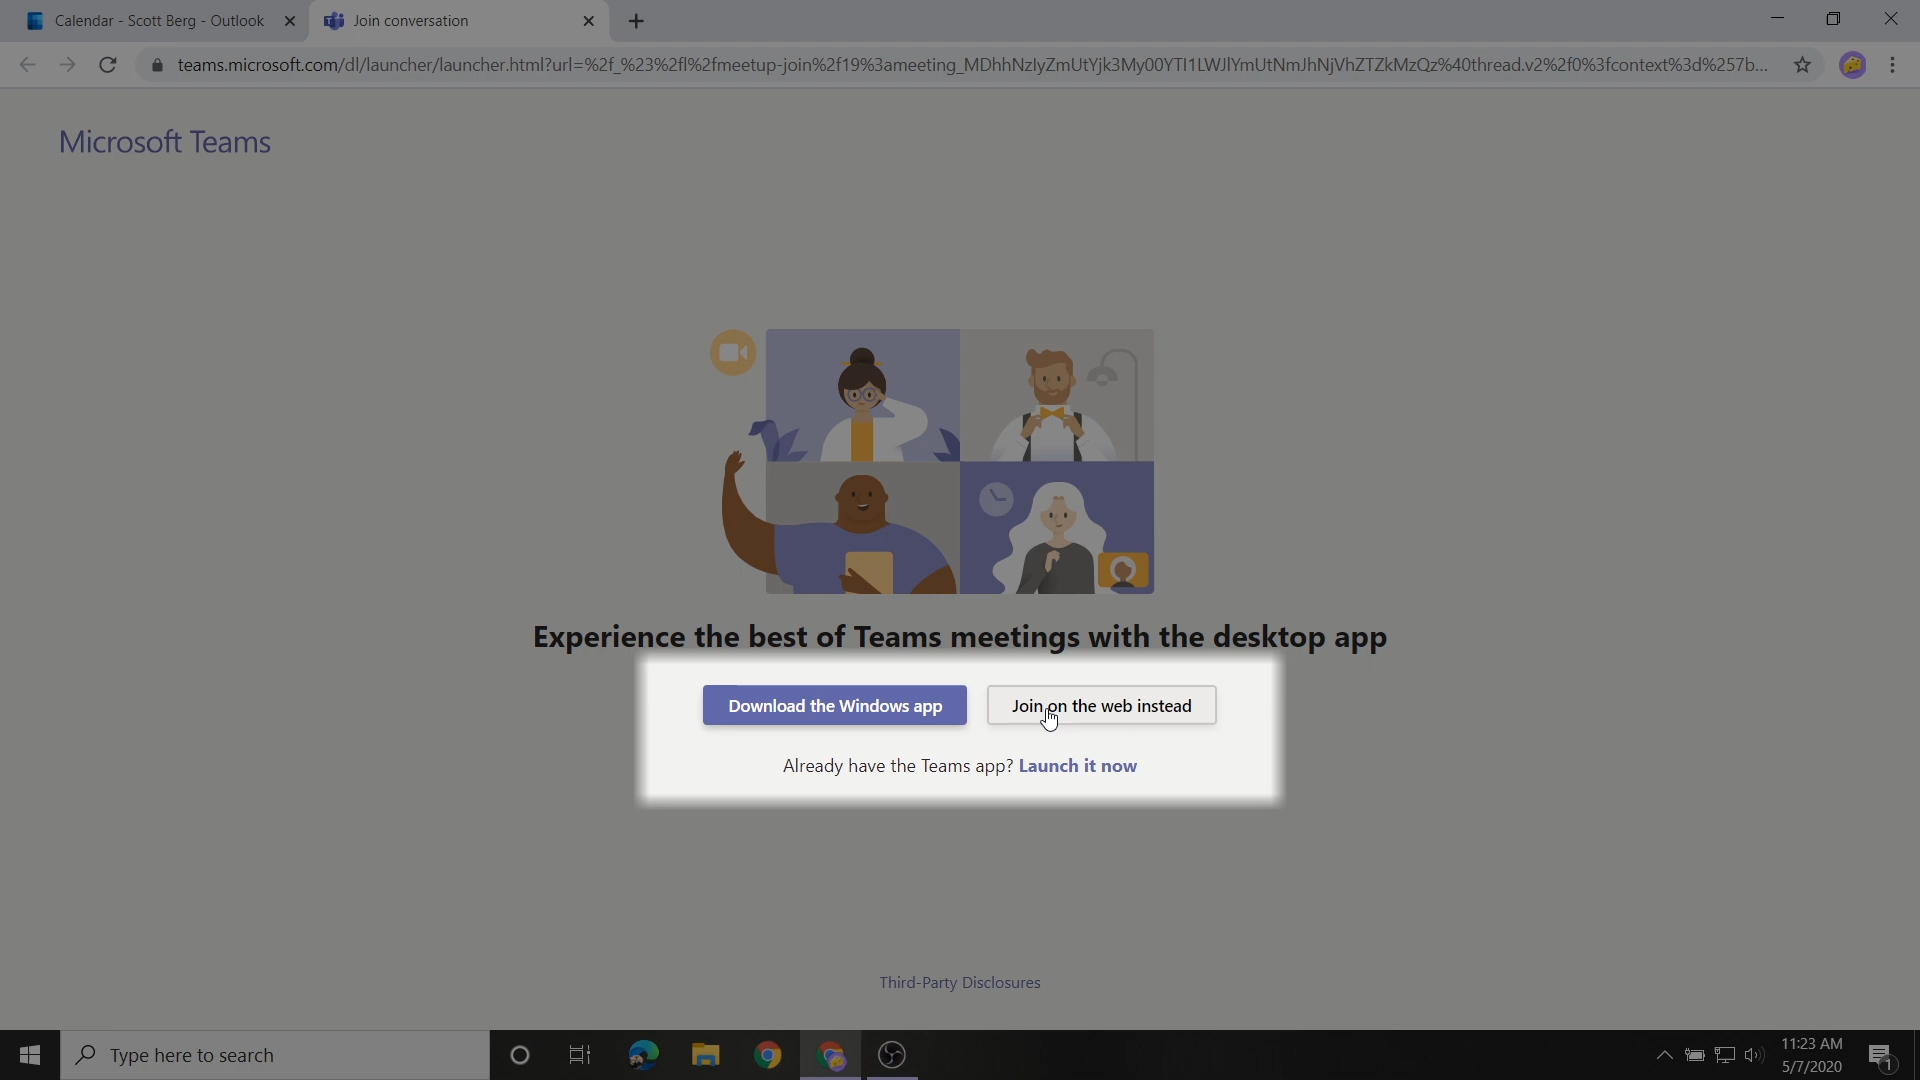 Calendar - Scott Berg - Outlook
Join conversation
teams.microsoft.com/dl/launcher/launcher.html?url=%2f_%23%2fl%2fmeetup-join%2f19%3ameeting_MDhhNzlyZmUtYjk3My00YTI1LWJlYmUtNmJhNjVhZTZkMzQz%40thread.v2%2f0%3fcontext%3d%257b...
Microsoft Teams
Experience the best of Teams meetings with the desktop app
Download the Windows app
Join on the web instead
Already have the Teams app? Launch it now
Third-Party Disclosures
Type here to search
11:23 AM
5/7/2020
1